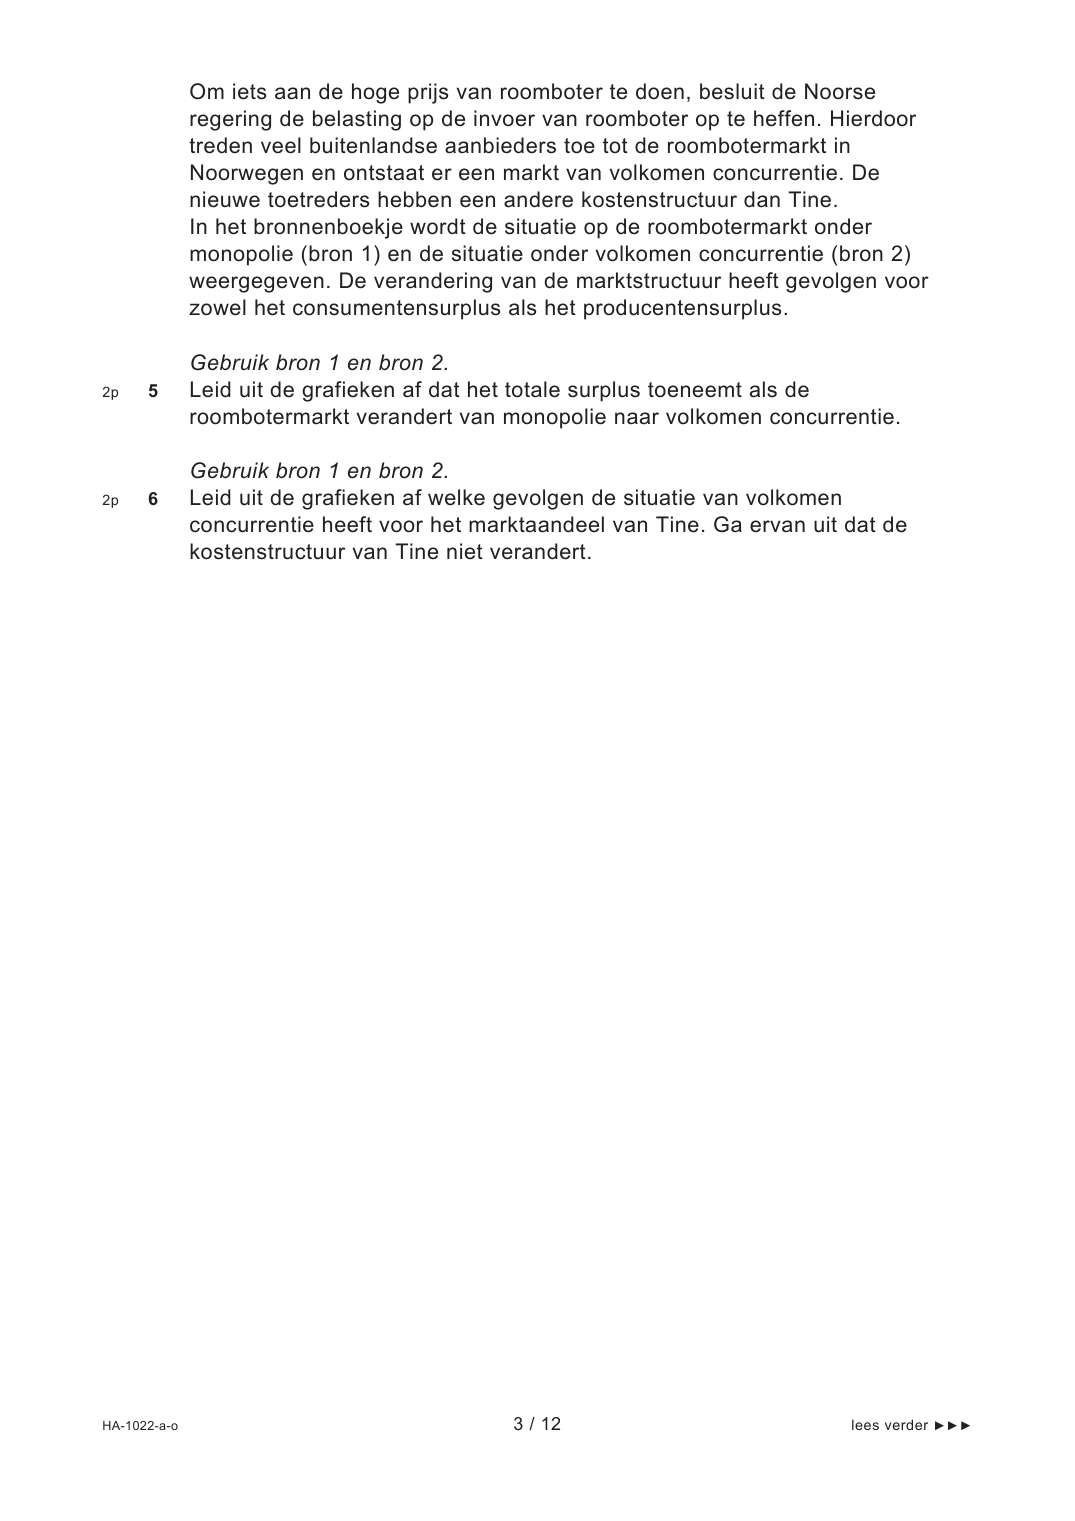 Om iets aan de hoge prijs van roomboter te doen, besluit de Noorse
regering de belasting op de invoer van roomboter op te heffen. Hierdoor
treden veel buitenlandse aanbieders toe tot de roombotermarkt in
Noorwegen en ontstaat er een markt van volkomen concurrentie. De
nieuwe toetreders hebben een andere kostenstructuur dan Tine.
In het bronnenboekje wordt de situatie op de roombotermarkt onder
monopolie (bron 1) en de situatie onder volkomen concurrentie (bron 2)
weergegeven. De verandering van de marktstructuur heeft gevolgen voor
zowel het consumentensurplus als het producentensurplus.
Gebruik bron 1 en bron 2.
2p 5 Leid uit de grafieken af dat het totale surplus toeneemt als de
roombotermarkt verandert van monopolie naar volkomen concurrentie.
Gebruik bron 1 en bron 2.
2p 6 Leid uit de grafieken af welke gevolgen de situatie van volkomen
concurrentie heeft voor het marktaandeel van Tine. Ga ervan uit dat de
kostenstructuur van Tine niet verandert.
HA-1022-a-o 3 / 12 lees verder ►►►